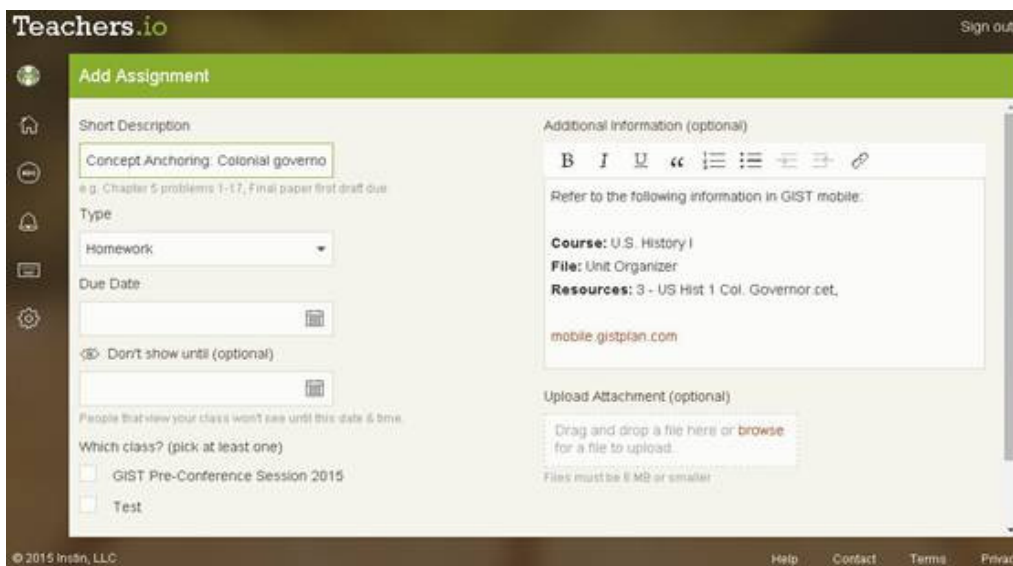 Teachers.io
Sign out
Add Assignment
Short Description
Concept Anchoring: Colonial governo
e.g. Chapter 5 problems 1-17, Final paper first draft due
Type
Homework
Due Date
Don't show until (optional)
People that view your class won't see until this date & time.
Which class? (pick at least one)
GIST Pre-Conference Session 2015
Test
Additional Information (optional)
B I U
Refer to the following information in GIST mobile:
Course: U.S. History I
File: Unit Organizer
Resources: 3 - US Hist 1 Col. Governor.cet,
mobile.gistplan.com
Upload Attachment (optional)
Drag and drop a file here or browse
for a file to upload.
Files must be 6 MB or smaller
© 2015 Instin, LLC
Help Contact Terms Privac